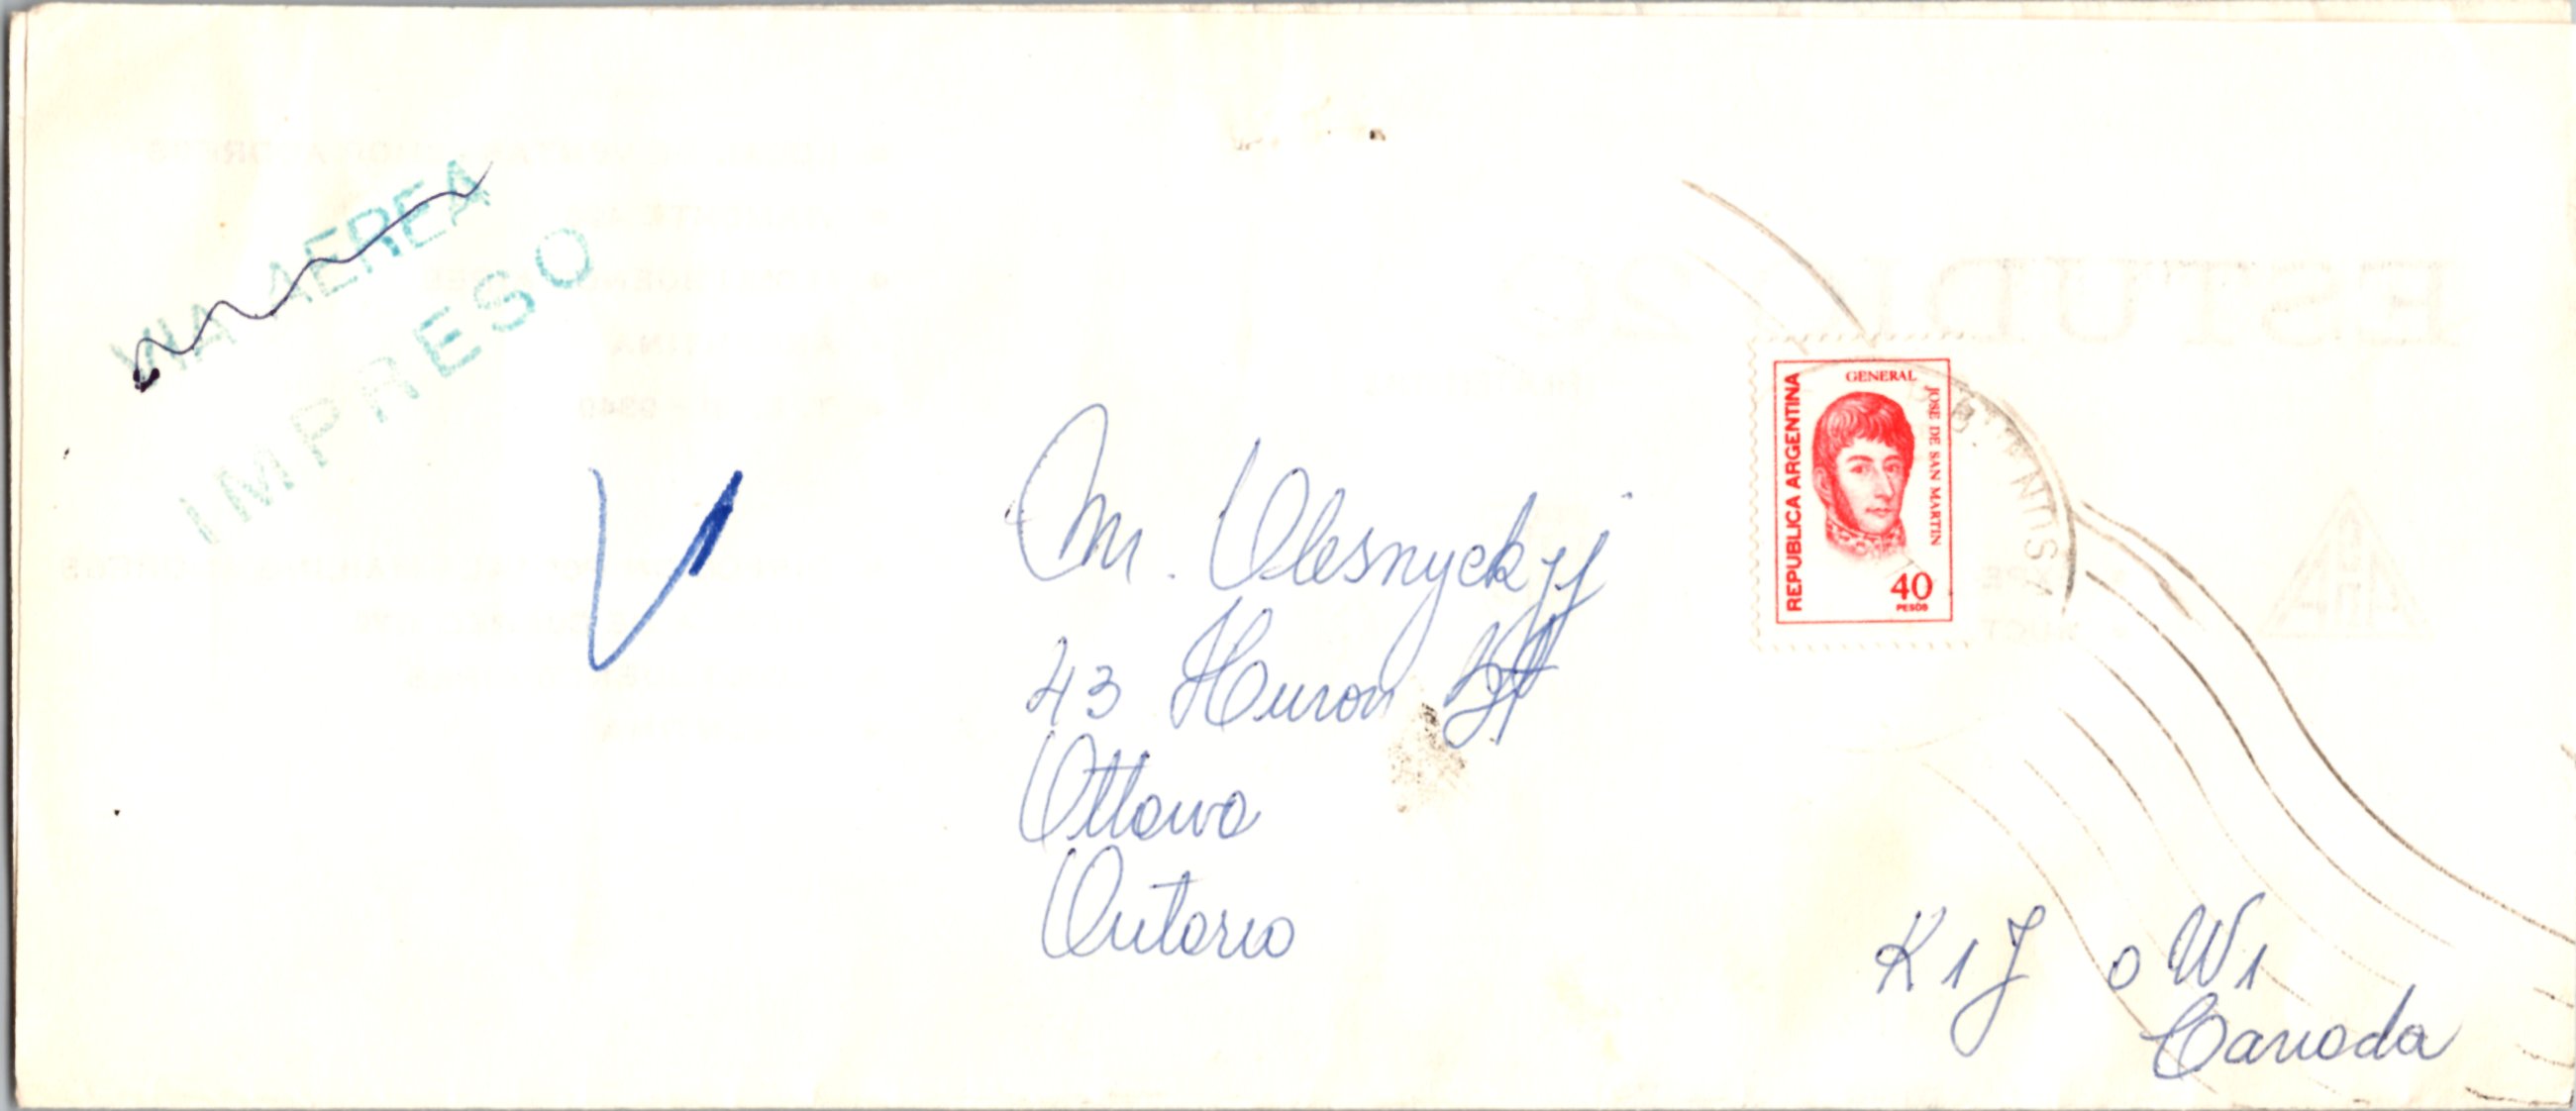 VIA AEREA
IMPRESO
GENERAL
JOSE DE SAN MARTIN
REPUBLICA ARGENTINA
40
PESOS
Mr. Olesnyckyj
43 Huron St
Ottawa
Ontario
K1J 0W1
Canada